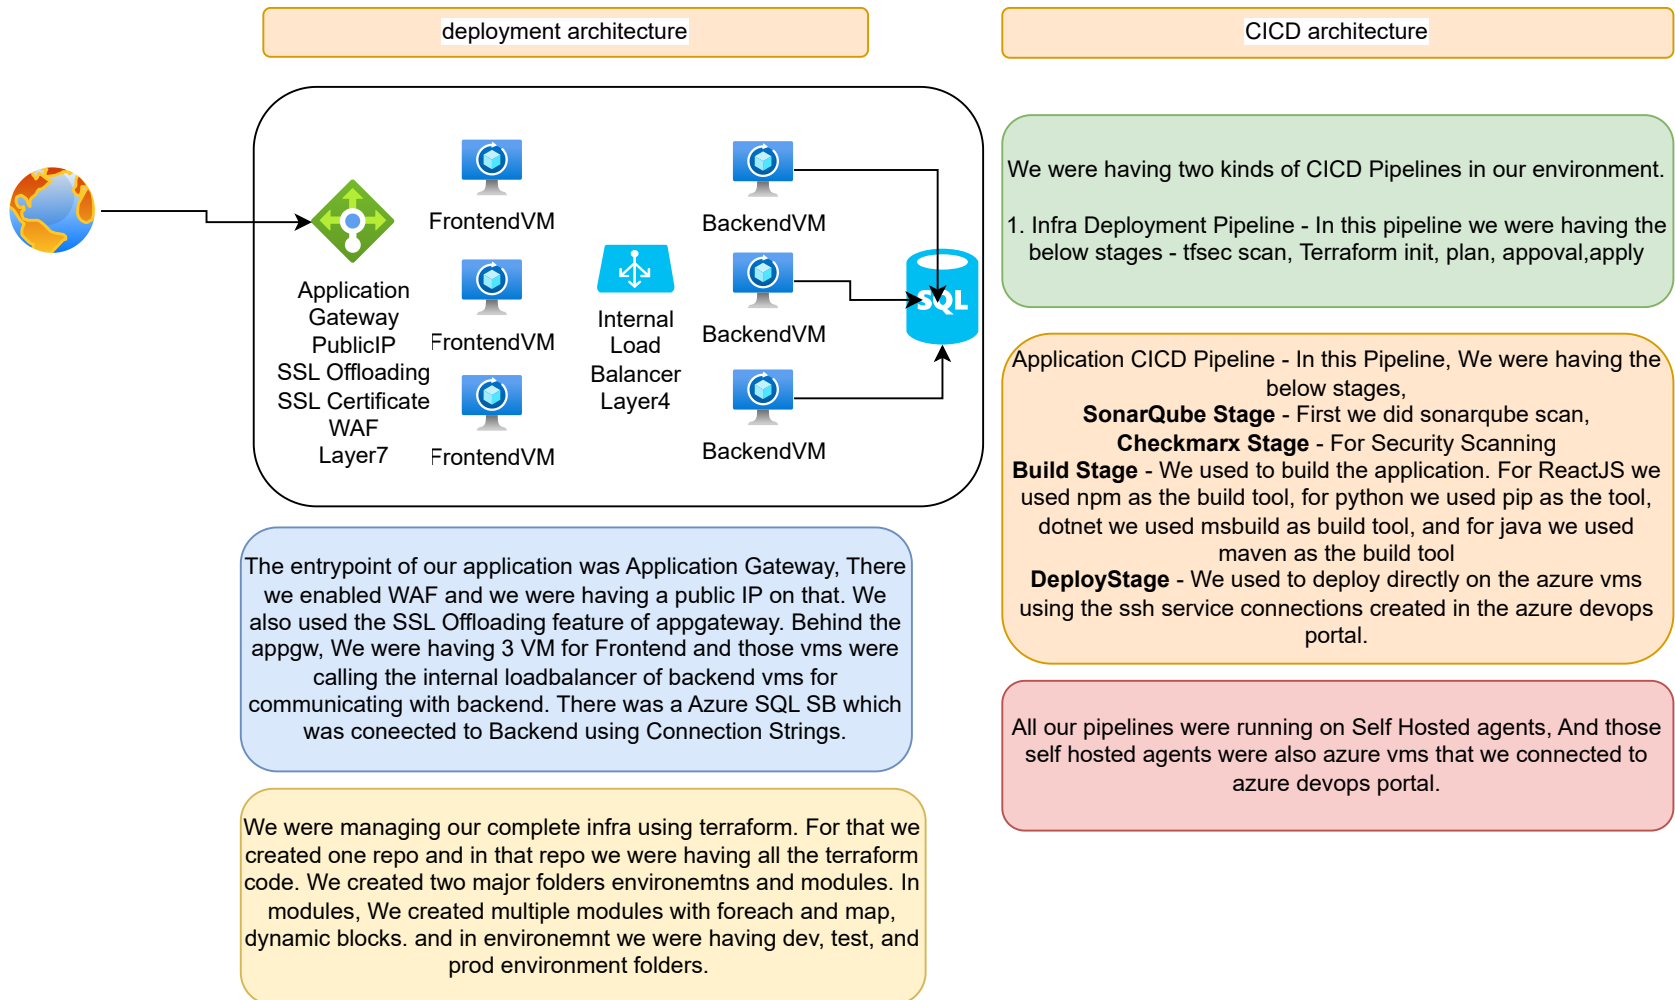 deployment architecture
CICD architecture
FrontendVM
FrontendVM
FrontendVM
Application
Gateway
PublicIP
SSL Offloading
SSL Certificate
WAF
Layer7
Internal
Load
Balancer
Layer4
BackendVM
BackendVM
BackendVM
SQL
The entrypoint of our application was Application Gateway, There
we enabled WAF and we were having a public IP on that. We
also used the SSL Offloading feature of appgateway. Behind the
appgw, We were having 3 VM for Frontend and those vms were
calling the internal loadbalancer of backend vms for
communicating with backend. There was a Azure SQL SB which
was coneected to Backend using Connection Strings.
We were managing our complete infra using terraform. For that we
created one repo and in that repo we were having all the terraform
code. We created two major folders environemtns and modules. In
modules, We created multiple modules with foreach and map,
dynamic blocks. and in environemnt we were having dev, test, and
prod environment folders.
We were having two kinds of CICD Pipelines in our environment.
1. Infra Deployment Pipeline - In this pipeline we were having the
below stages - tfsec scan, Terraform init, plan, appoval,apply
Application CICD Pipeline - In this Pipeline, We were having the
below stages,
SonarQube Stage - First we did sonarqube scan,
Checkmarx Stage - For Security Scanning
Build Stage - We used to build the application. For ReactJS we
used npm as the build tool, for python we used pip as the tool,
dotnet we used msbuild as build tool, and for java we used
maven as the build tool
DeployStage - We used to deploy directly on the azure vms
using the ssh service connections created in the azure devops
portal.
All our pipelines were running on Self Hosted agents, And those
self hosted agents were also azure vms that we connected to
azure devops portal.